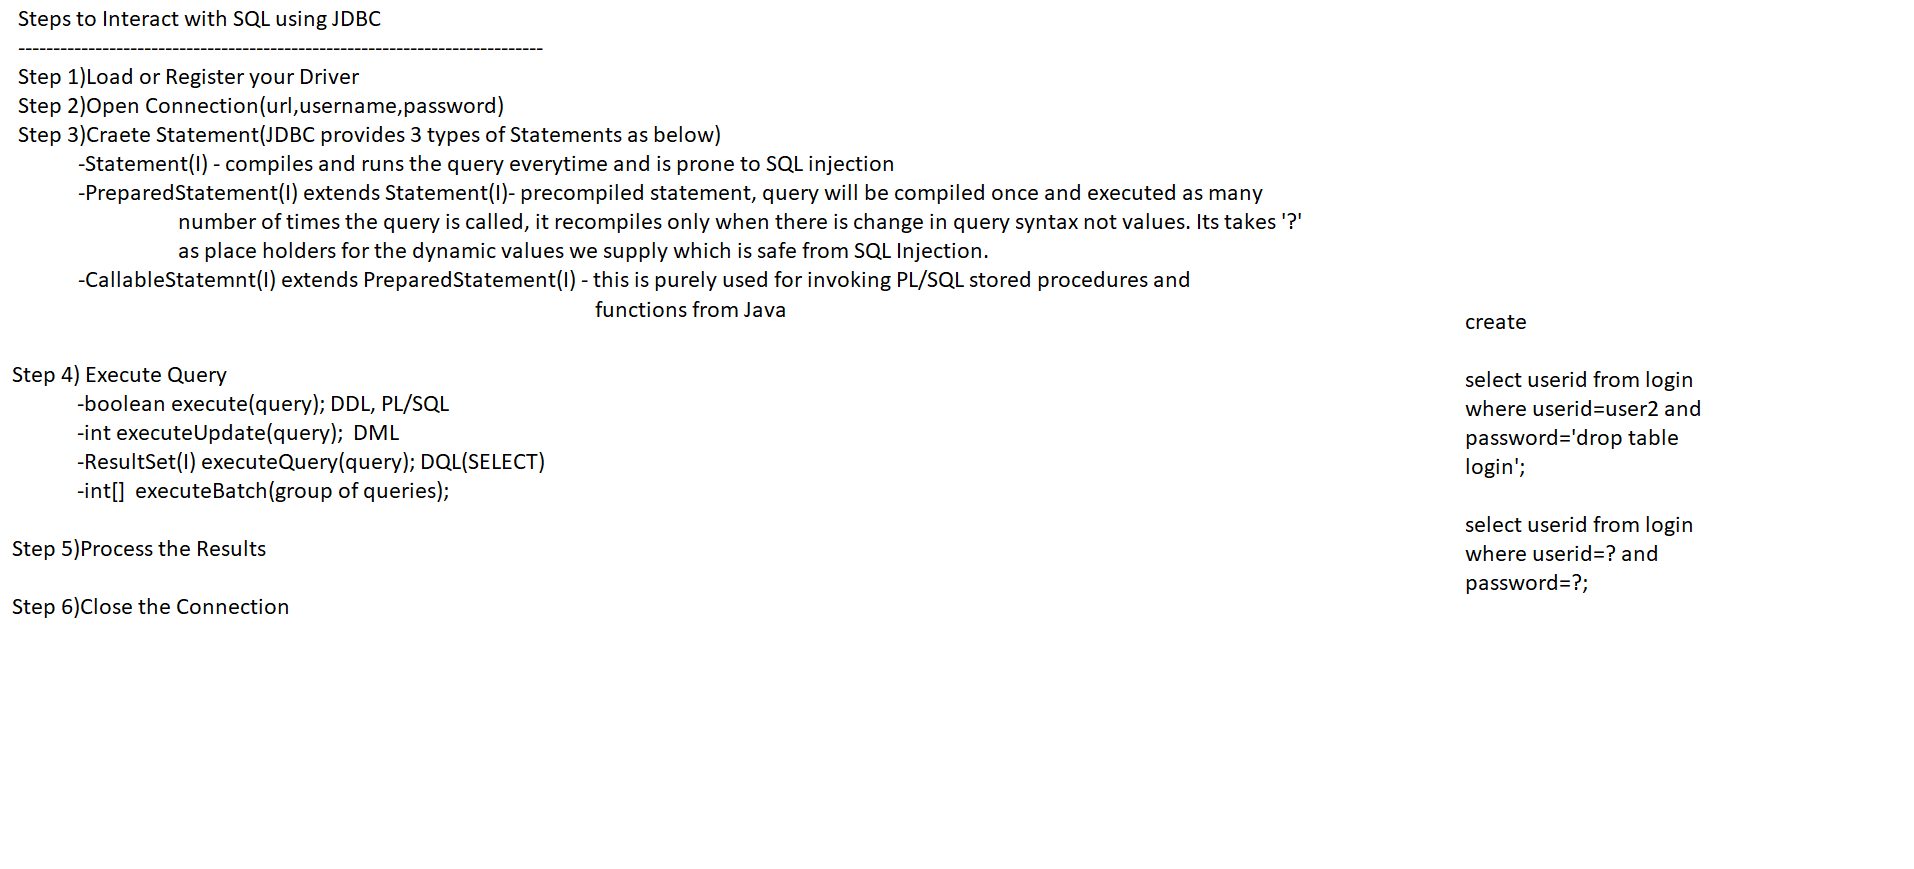 Steps to Interact with SQL using JDBC
---------------------------------------------------------------------------
Step 1)Load or Register your Driver
Step 2)Open Connection(url,username,password)
Step 3)Craete Statement(JDBC provides 3 types of Statements as below)
-Statement(I) - compiles and runs the query everytime and is prone to SQL injection
-PreparedStatement(I) extends Statement(I)- precompiled statement, query will be compiled once and executed as many
number of times the query is called, it recompiles only when there is change in query syntax not values. Its takes '?'
as place holders for the dynamic values we supply which is safe from SQL Injection.
-CallableStatemnt(I) extends PreparedStatement(I) - this is purely used for invoking PL/SQL stored procedures and
functions from Java
Step 4) Execute Query
-boolean execute(query); DDL, PL/SQL
-int executeUpdate(query);  DML
-ResultSet(I) executeQuery(query); DQL(SELECT)
-int[]  executeBatch(group of queries);
Step 5)Process the Results
Step 6)Close the Connection
create
select userid from login
where userid=user2 and
password='drop table
login';
select userid from login
where userid=? and
password=?;